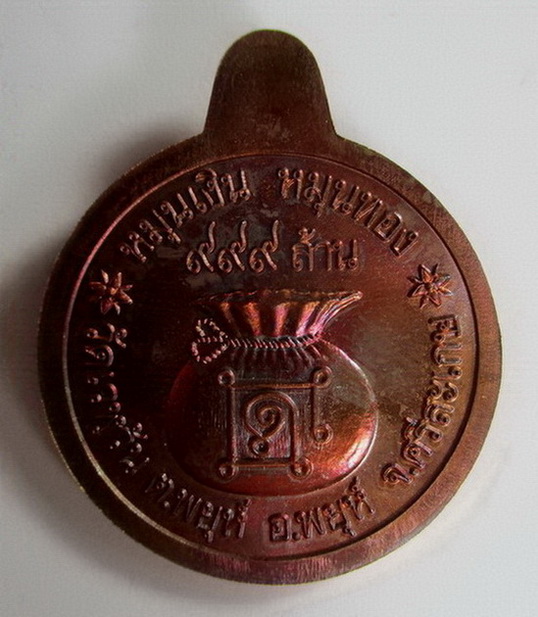 หมุนเงิน หมุนทอง
๙๙๙ ล้าน
ต.พยุห์ อ.พยุห์ จ.ศรีสะเกษ